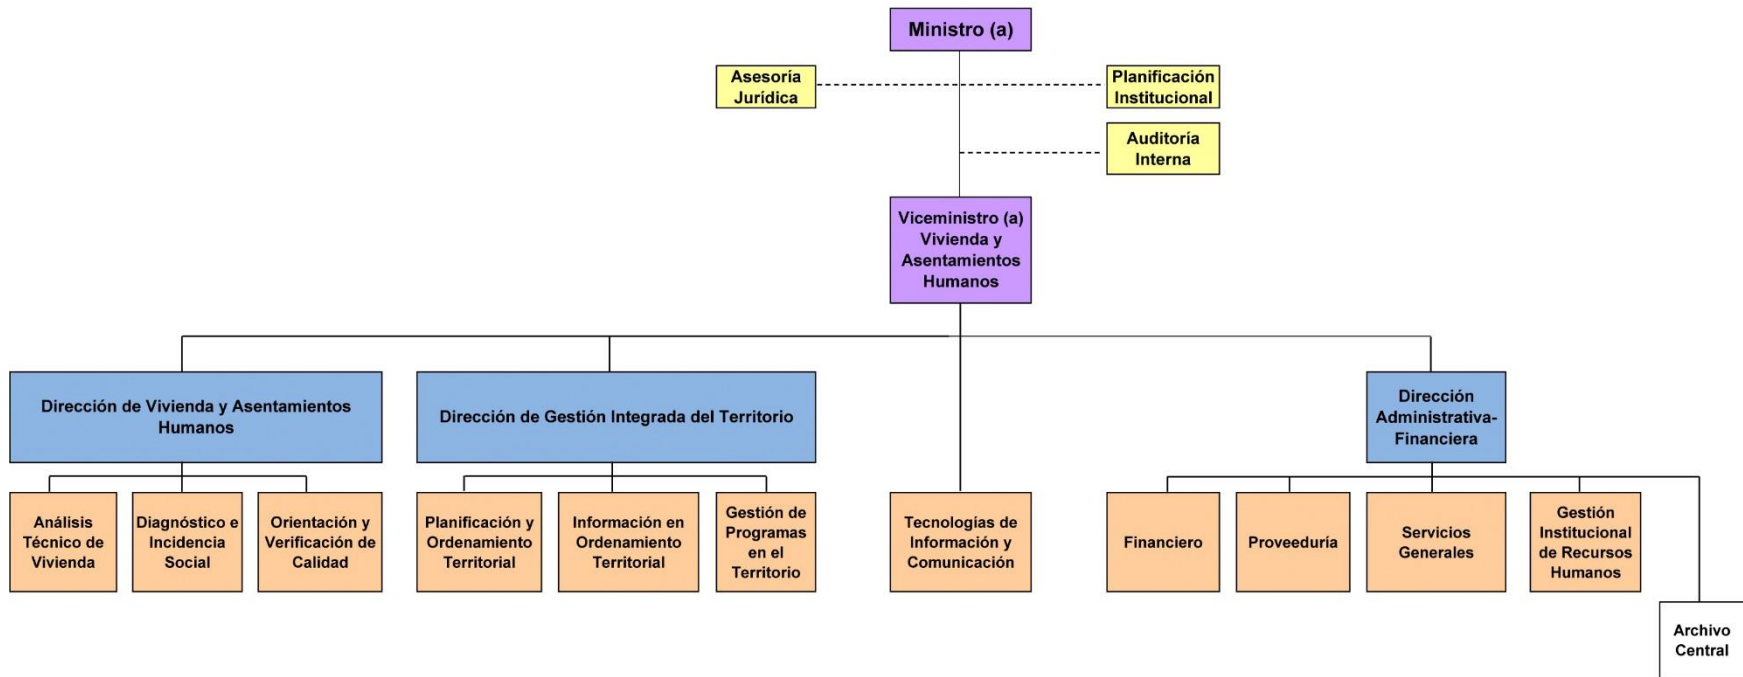 Ministro (a)
Asesoría
Jurídica
Planificación
Institucional
Auditoría
Interna
Viceministro (a)
Vivienda y
Asentamientos
Humanos
Dirección de Vivienda y Asentamientos
Humanos
Dirección de Gestión Integrada del Territorio
Dirección
Administrativa-
Financiera
Análisis
Técnico de
Vivienda
Diagnóstico e
Incidencia
Social
Orientación y
Verificación de
Calidad
Planificación y
Ordenamiento
Territorial
Información en
Ordenamiento
Territorial
Gestión de
Programas
en el
Territorio
Tecnologías de
Información y
Comunicación
Financiero
Proveeduría
Servicios
Generales
Gestión
Institucional
de Recursos
Humanos
Archivo
Central